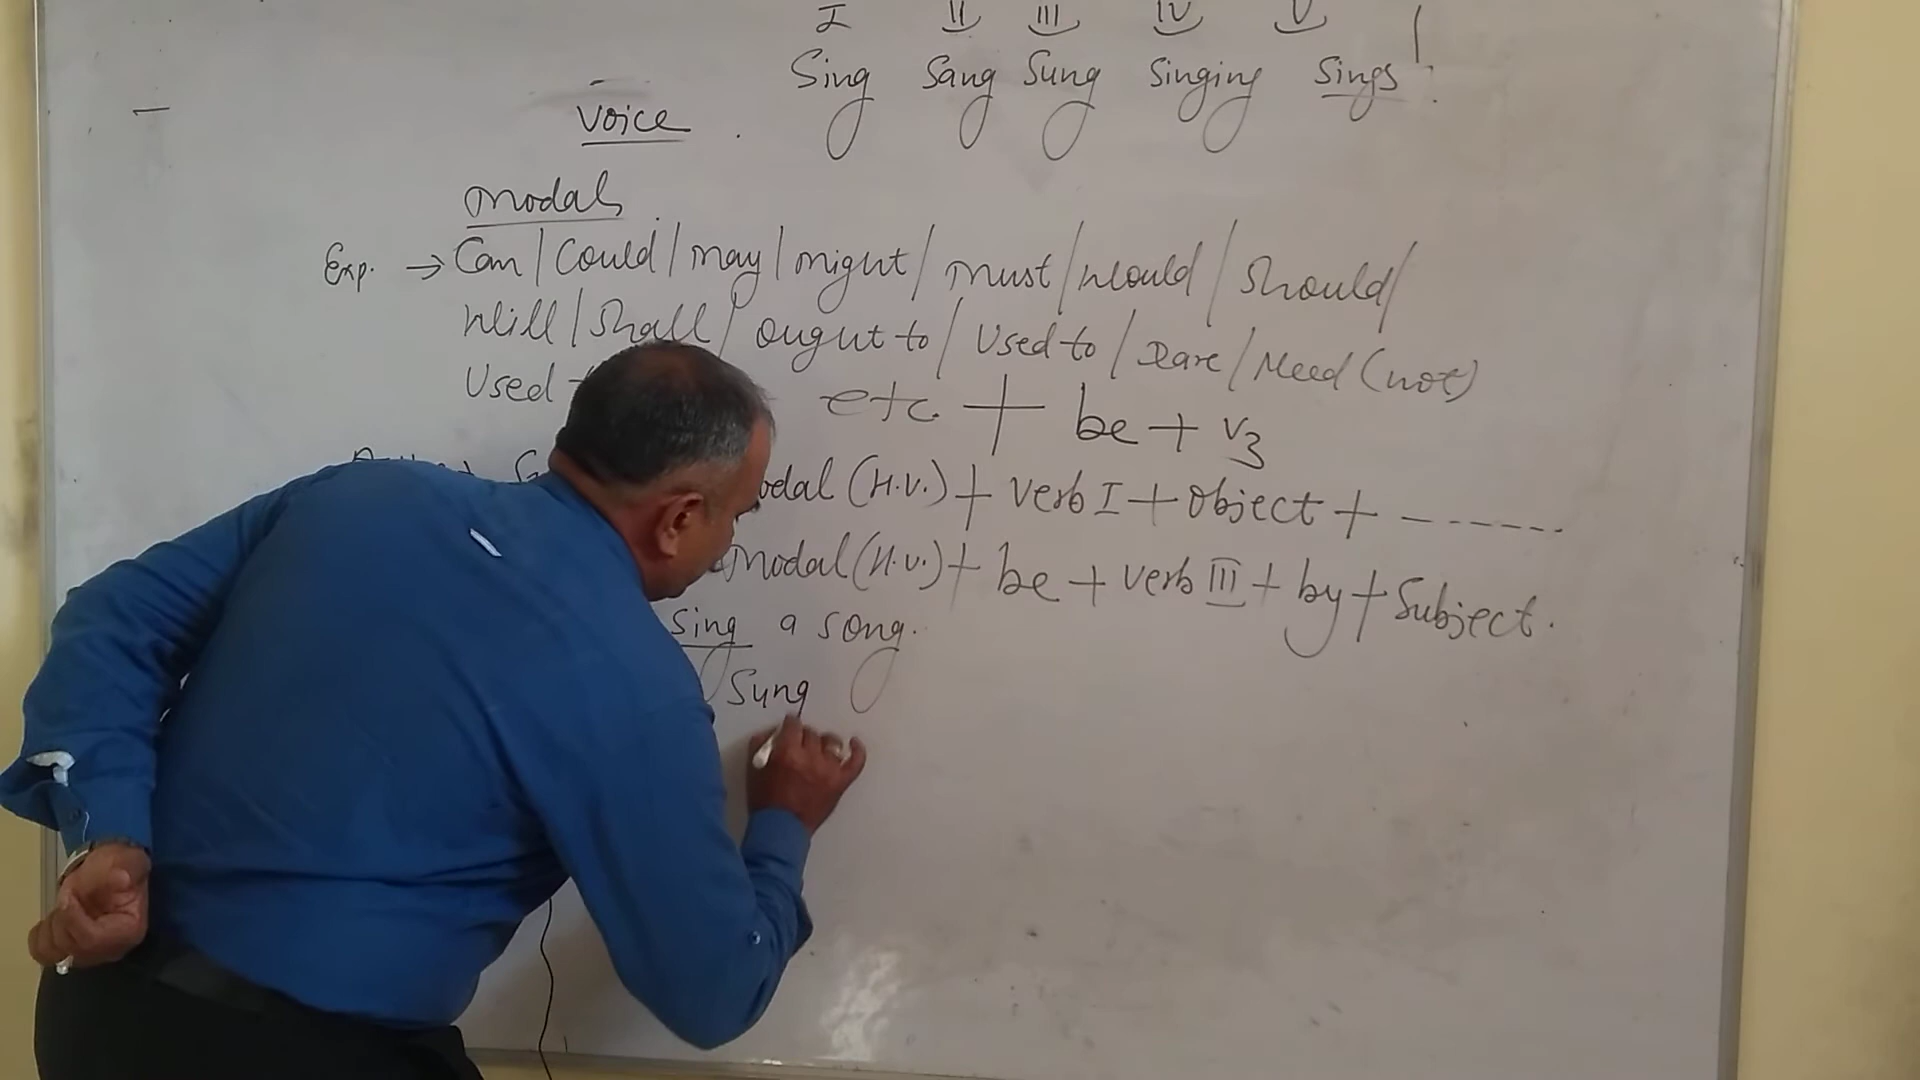 I II III IV V
Sing Sang Sung Singing Sings
Voice
Modals
Exp. → Can / Could / may / might / must / would / should /
Will / Shall / ought to / Used to / Dare / Need (not)
Used etc. + be + V3
modal (H.V.) + verb I + object + -------
modal (H.V.) + be + verb III + by + Subject.
Sing a song.
Sung